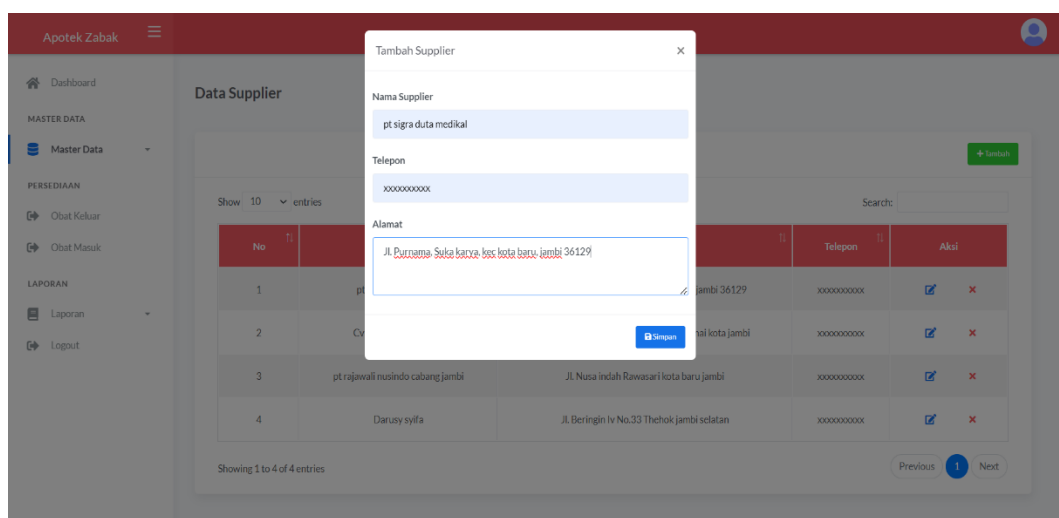 Apotek Zabak
Dashboard
MASTER DATA
Master Data
PERSEDIAAN
Obat Keluar
Obat Masuk
LAPORAN
Laporan
Logout
Data Supplier
+ Tambah
Show 10 entries
Search:
No Telepon Aksi
1 pt jambi 36129 xxxxxxxxxx
2 Cv kota jambi xxxxxxxxxx
3 pt rajawali nusindo cabang jambi Jl. Nusa indah Rawasari kota baru jambi xxxxxxxxxx
4 Darusy syifa Jl. Beringin Iv No.33 Thehok jambi selatan xxxxxxxxxx
Showing 1 to 4 of 4 entries
Previous 1 Next
Tambah Supplier
Nama Supplier
pt sigra duta medikal
Telepon
xxxxxxxxxx
Alamat
Jl. Purnama, Suka karya, kec kota baru, jambi 36129
Simpan